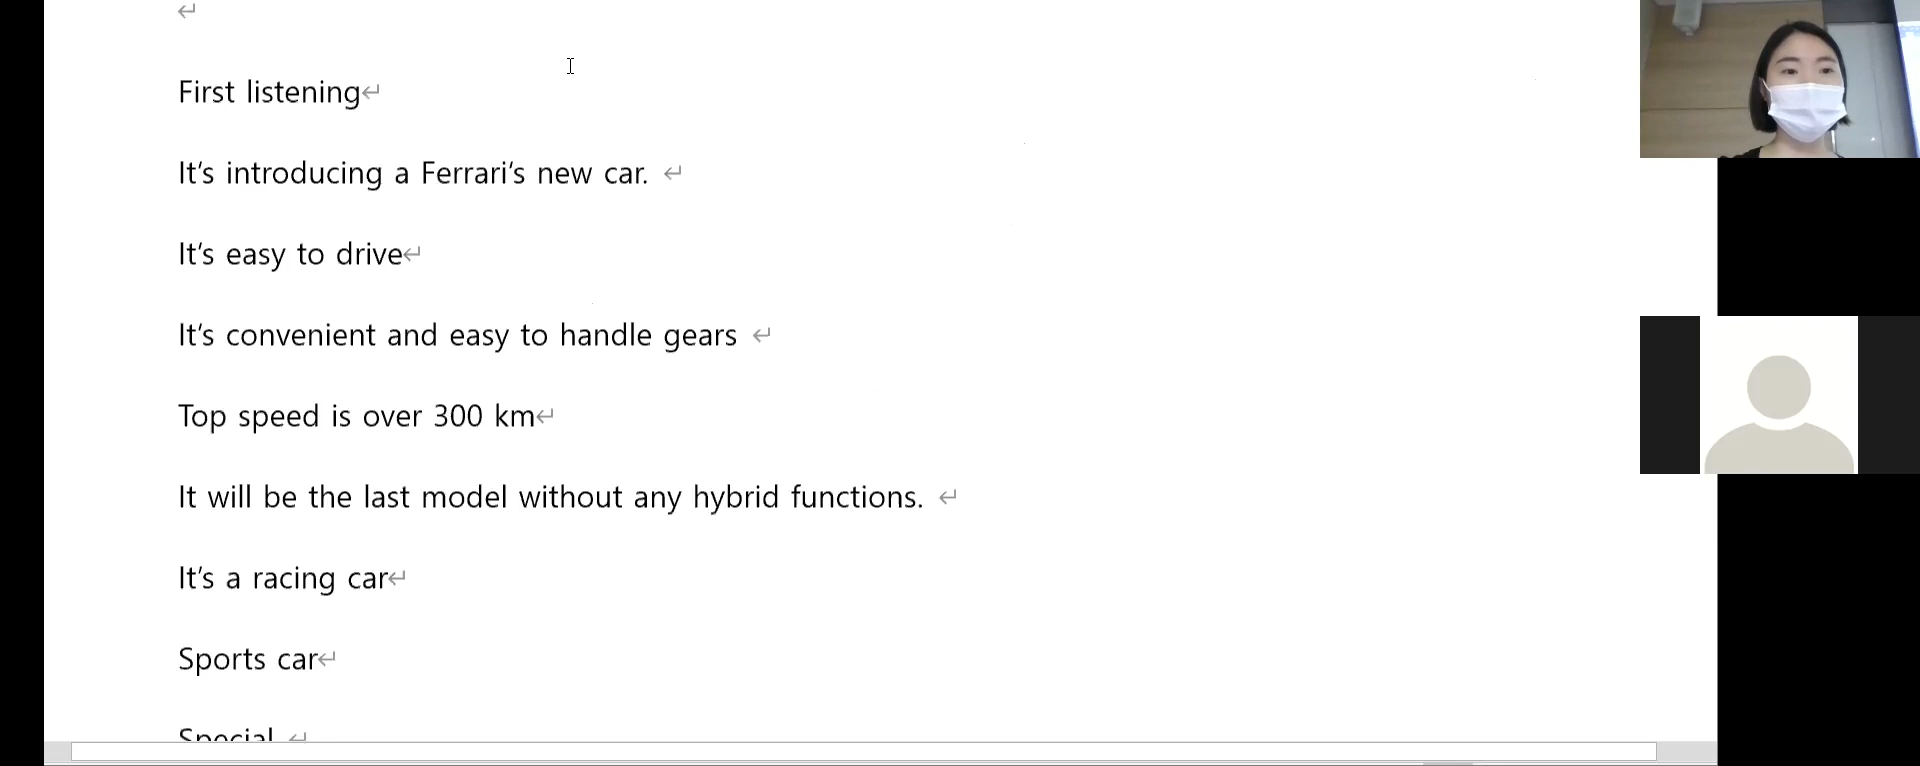 First listening
It's introducing a Ferrari's new car.
It's easy to drive
It's convenient and easy to handle gears
Top speed is over 300 km
It will be the last model without any hybrid functions.
It's a racing car
Sports car
Special